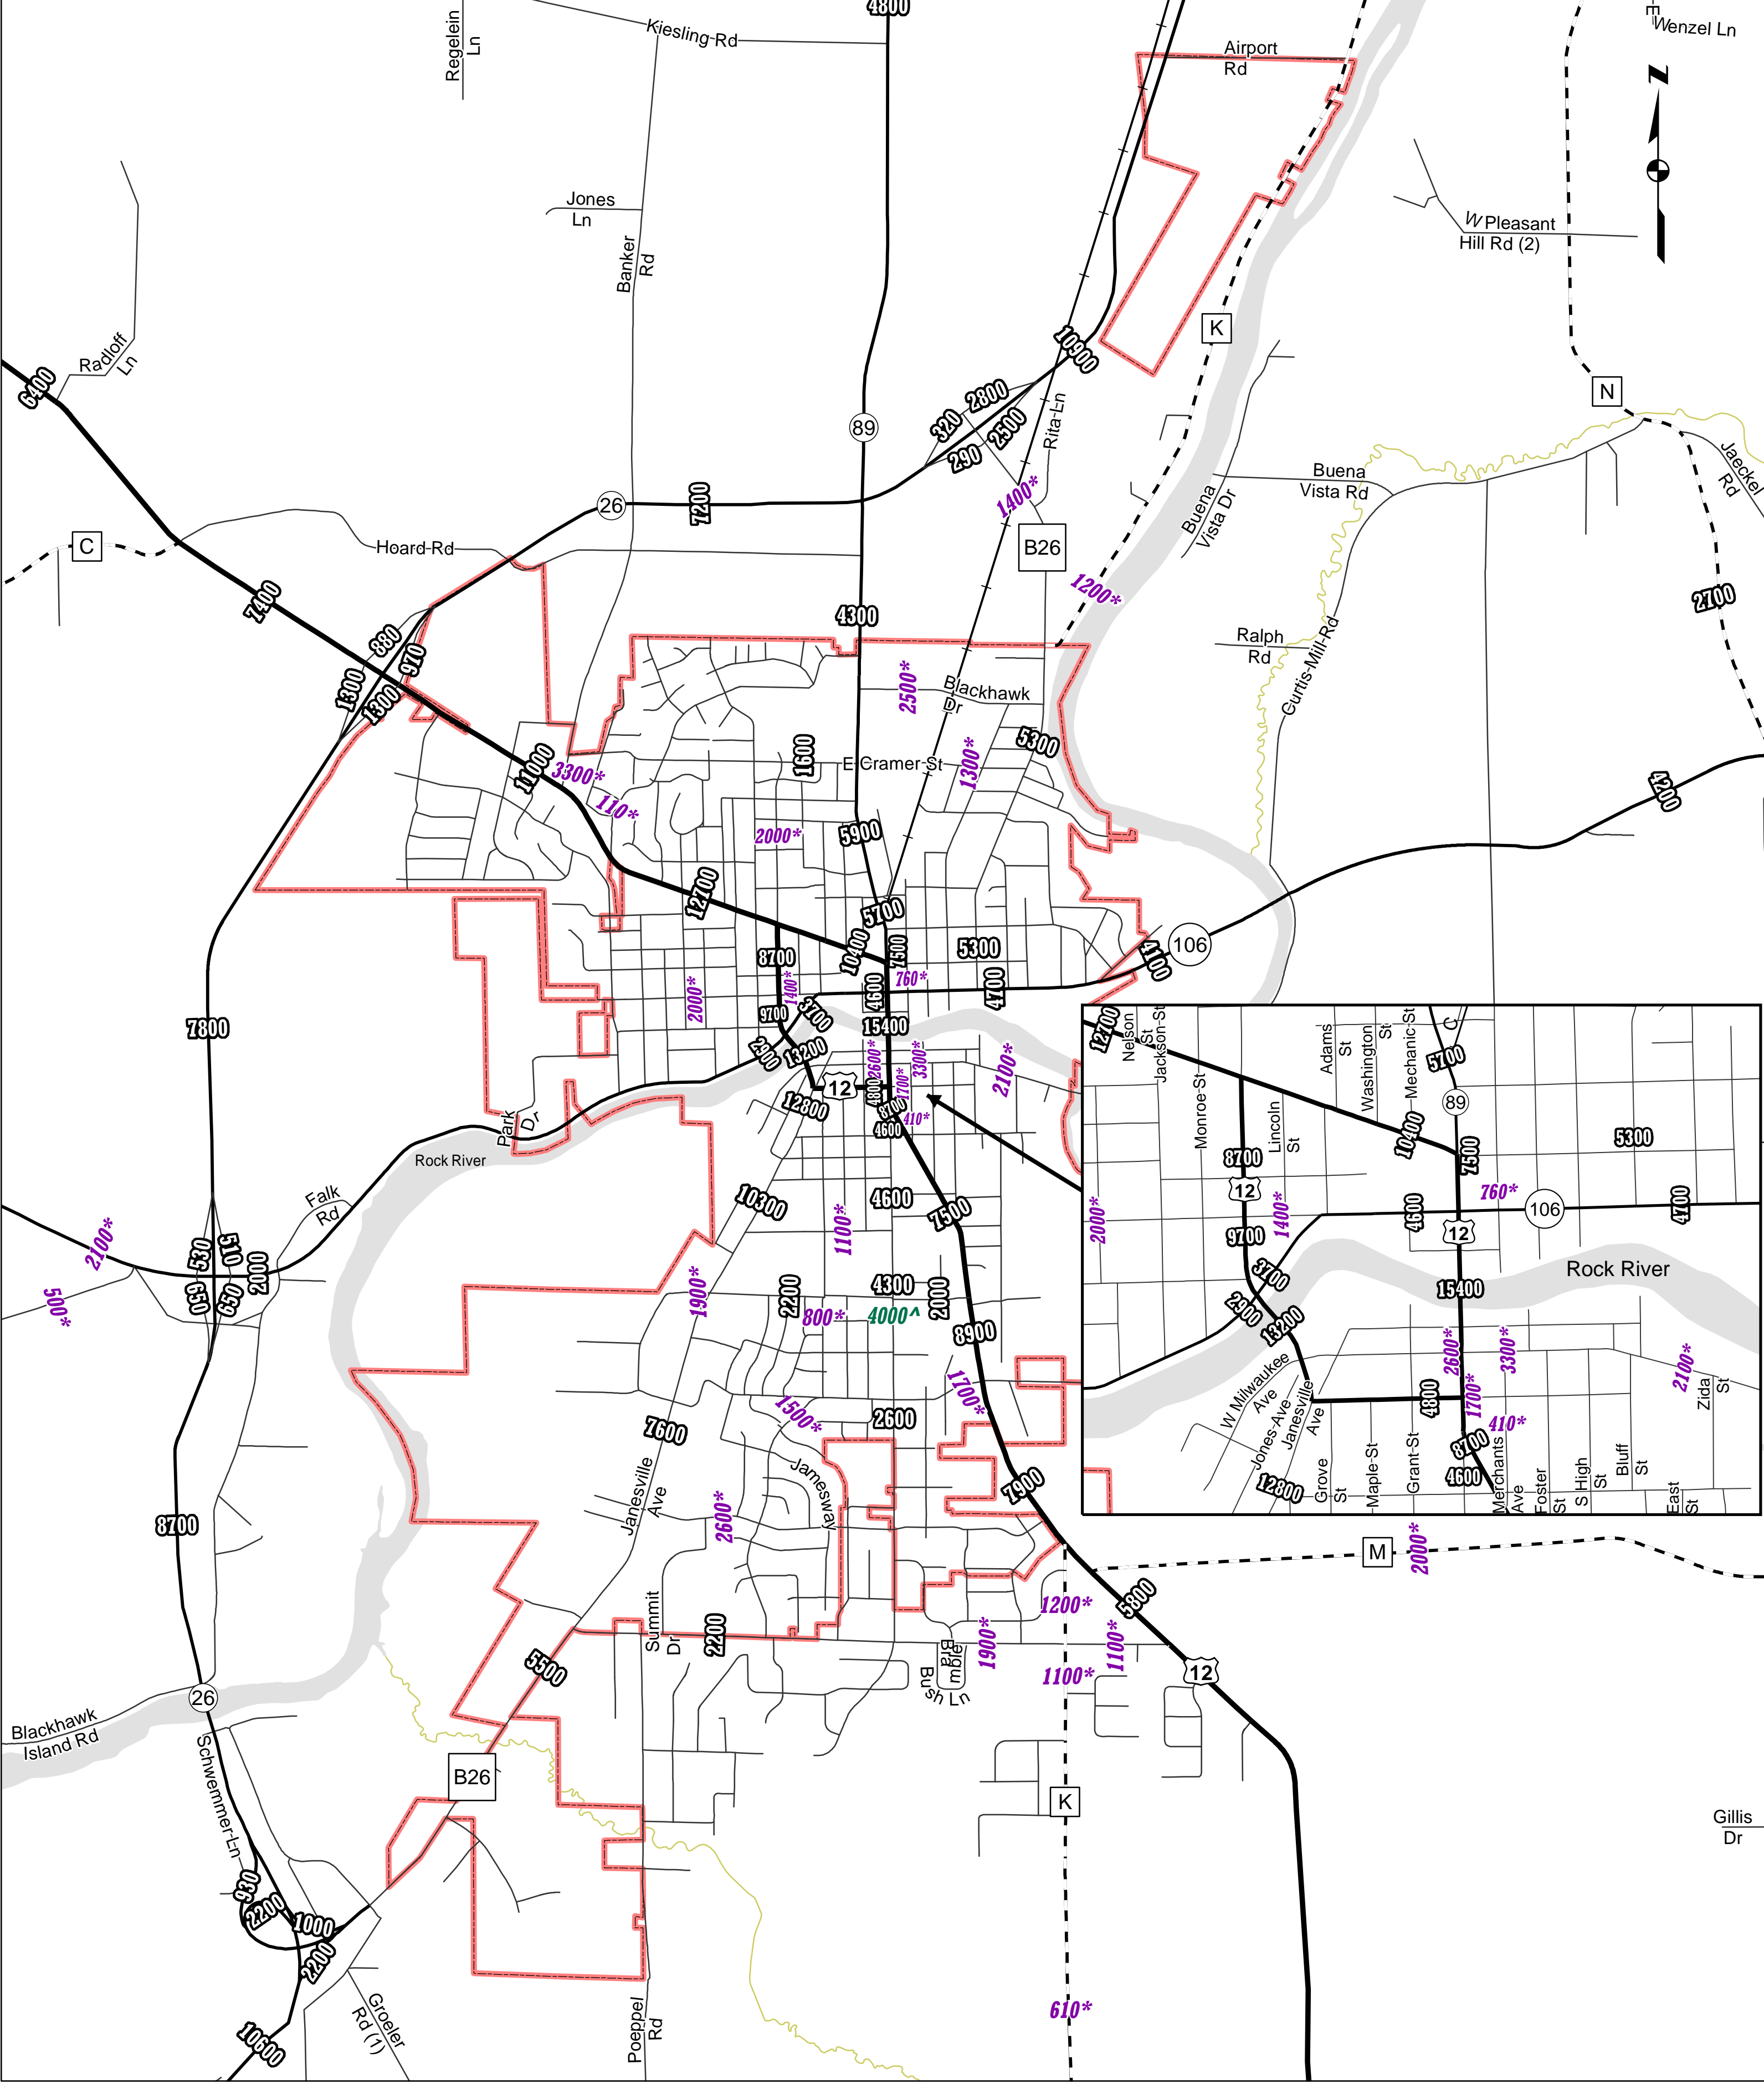 4800
Regelein
Ln
Kiesling Rd
Airport
Rd
Wenzel Ln
N
Jones
Ln
Banker
Rd
W Pleasant
Hill Rd (2)
K
Radloff
Ln
6400
10900
N
89
2800
320
2500
290
Rita Ln
Buena
Vista Rd
Jaeckel
Rd
26
7200
1400*
Buena
Vista Dr
C
Hoard Rd
B26
1200*
7400
4300
2700
880
970
1300
1300
Ralph
Rd
Curtis Mill Rd
2500*
Blackhawk
Dr
11000
3300*
110*
1600
E Cramer St
1300*
5300
4200
2000*
5900
12700
5700
8700
10400
7500
5300
106
4100
2000*
1400*
760*
4600
4700
9700
3700
15400
7800
2900
13200
2600*
3300*
2100*
12
4800
1700*
12800
8700
410*
4600
Park
Dr
Rock River
10300
4600
7500
1100*
Falk
Rd
2100*
530
510
2000
650
650
500*
1900*
2200
4300
2000
800*
4000^
8900
1700*
1500*
2600
7600
Janesville
Ave
Jamesway
7900
2600*
8700
12700
Nelson
St
Jackson St
Adams
St
Washington
St
Mechanic St
C
5700
Monroe St
Lincoln
St
89
10400
7500
5300
8700
12
760*
2000*
1400*
4600
106
4700
9700
12
3700
Rock River
15400
2900
13200
2600*
3300*
2100*
W Milwaukee
Ave
Jones Ave
Janesville
Ave
4800
1700*
Zida
St
410*
8700
4600
12800
Grove
St
Maple St
Grant St
Merchants
Ave
Foster
St
S High
St
Bluff
St
East
St
M
2000*
5800
1200*
Summit
Dr
2200
1900*
1100*
5500
Bramble
Bush Ln
1100*
12
26
Blackhawk
Island Rd
Schwemmer Ln
B26
K
Gillis
Dr
930
2200
1000
2200
Groeler
Rd (1)
Poeppel
Rd
610*
10600